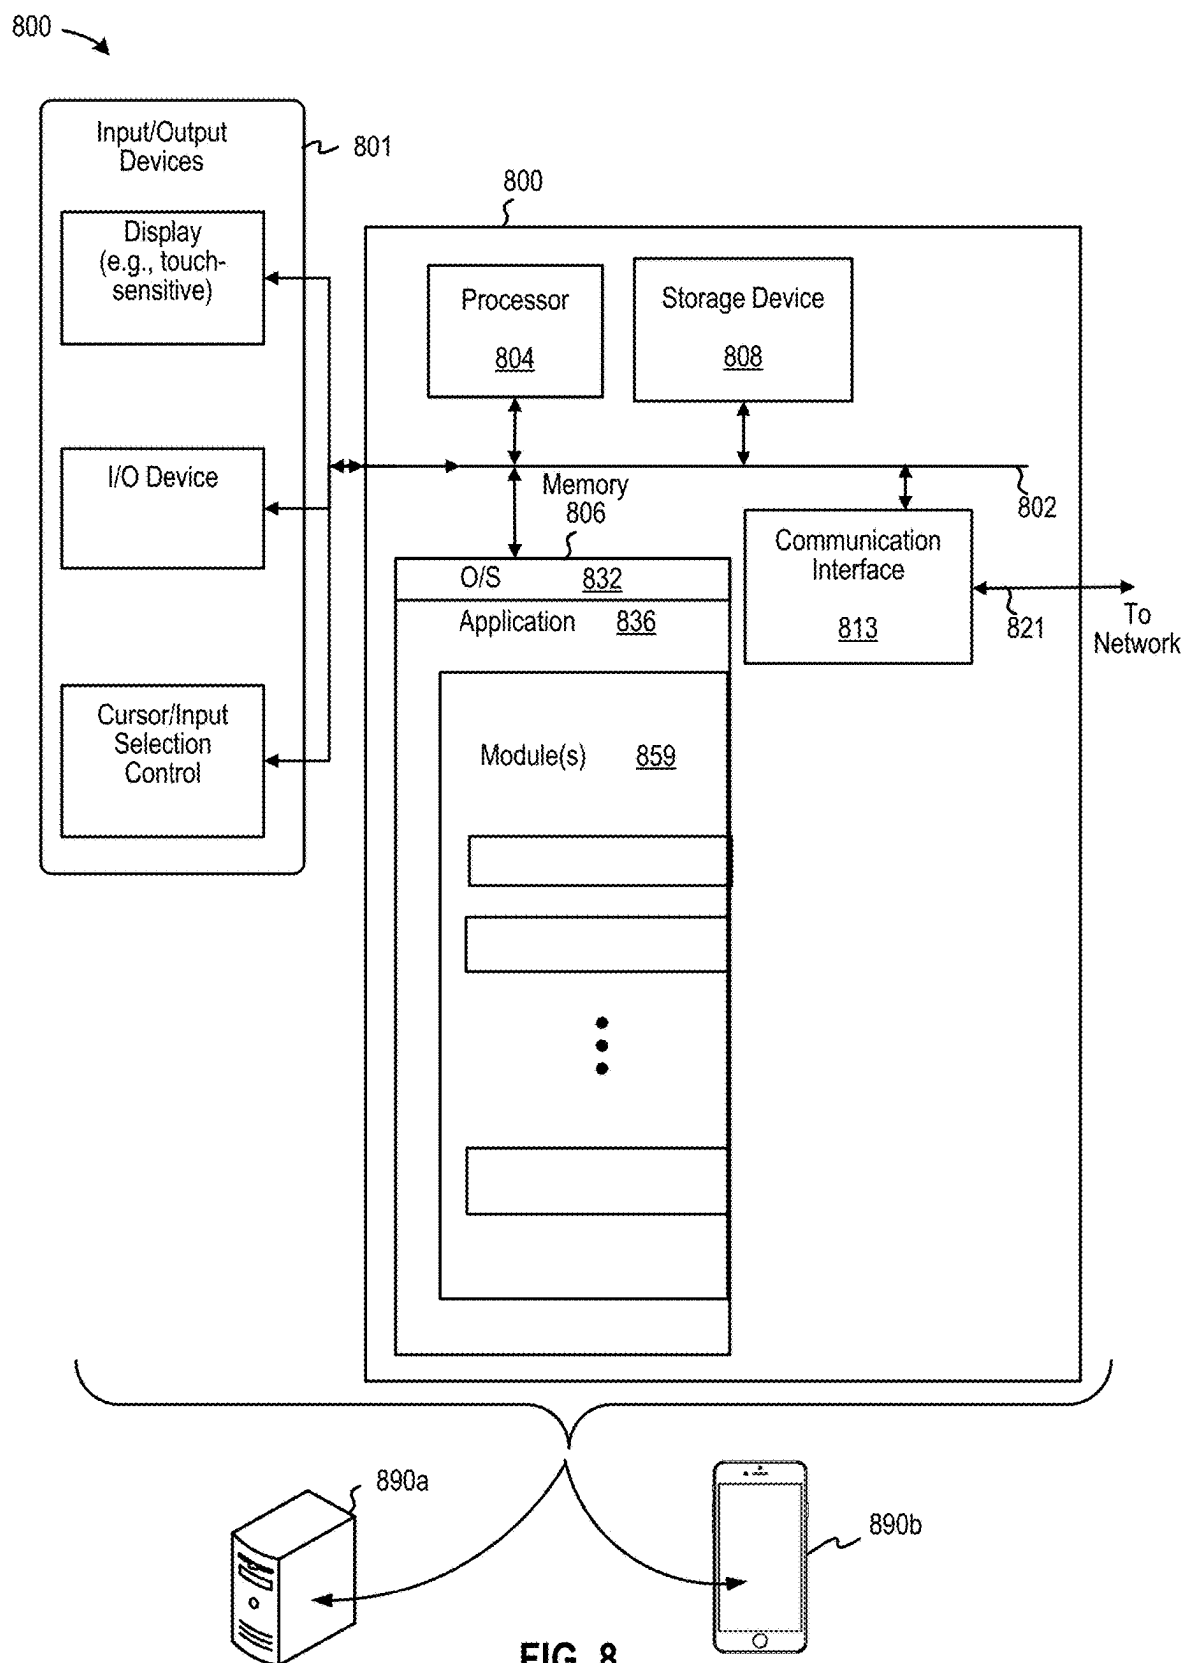 800
Input/Output
Devices
801
Display
(e.g., touch-
sensitive)
I/O Device
Cursor/Input
Selection
Control
800
Processor
804
Storage Device
808
802
Memory
806
O/S 832
Application 836
Module(s) 859
Communication
Interface
813
821
To
Network
890a
890b
FIG. 8